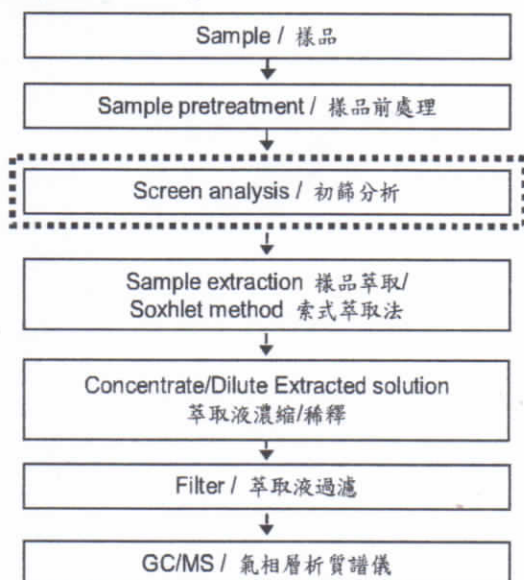 Sample / 樣品
Sample pretreatment / 樣品前處理
Screen analysis / 初篩分析
Sample extraction 樣品萃取/
Soxhlet method 索式萃取法
Concentrate/Dilute Extracted solution
萃取液濃縮/稀釋
Filter / 萃取液過濾
GC/MS / 氣相層析質譜儀